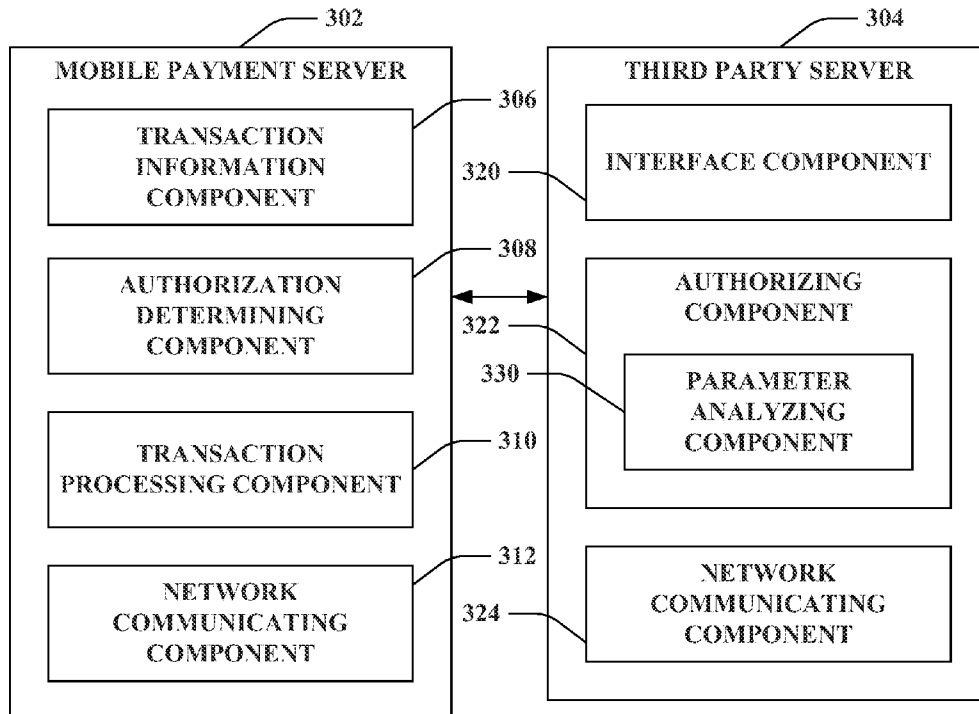 302
MOBILE PAYMENT SERVER
306
TRANSACTION
INFORMATION
COMPONENT
308
AUTHORIZATION
DETERMINING
COMPONENT
310
TRANSACTION
PROCESSING COMPONENT
312
NETWORK
COMMUNICATING
COMPONENT
304
THIRD PARTY SERVER
INTERFACE COMPONENT
320
AUTHORIZING
COMPONENT
322
330
PARAMETER
ANALYZING
COMPONENT
NETWORK
COMMUNICATING
COMPONENT
324